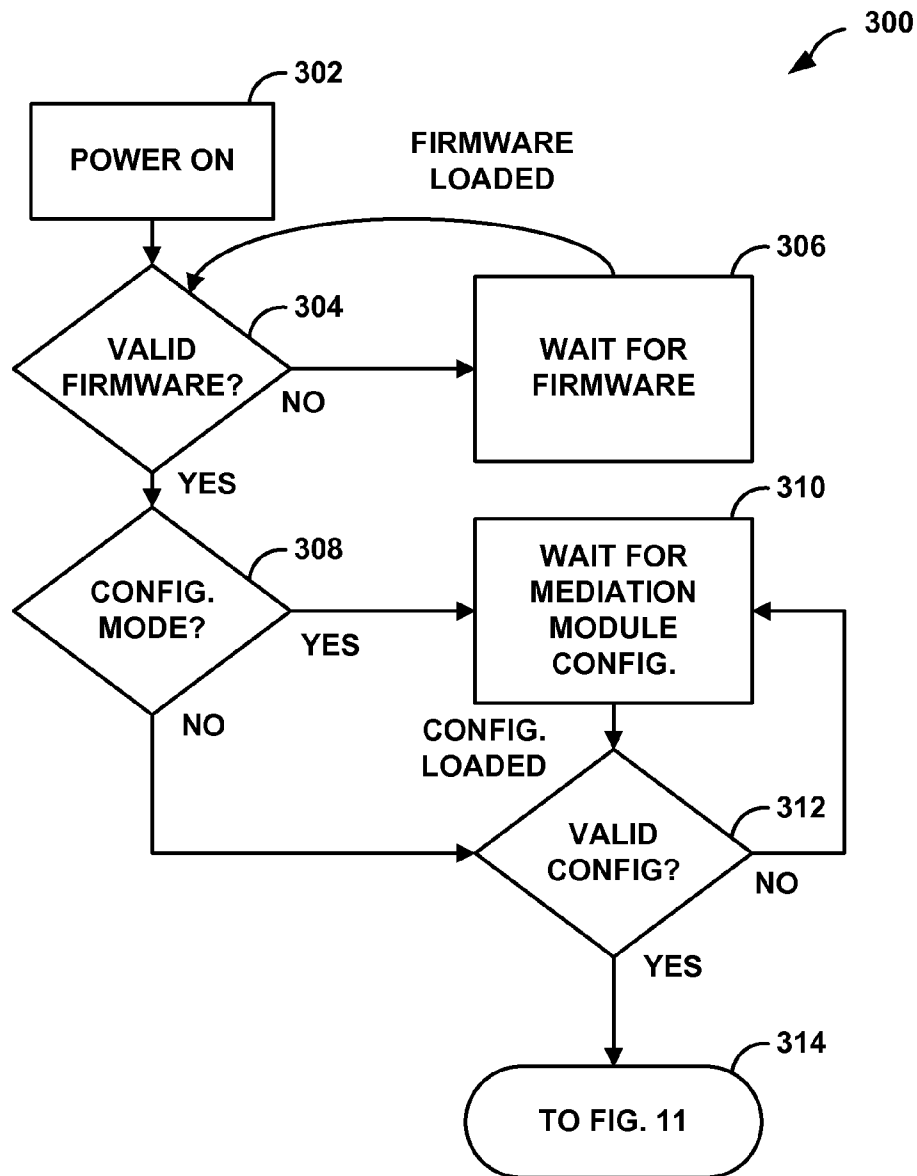 300
302
POWER ON
FIRMWARE
LOADED
306
304
VALID
FIRMWARE?
NO
WAIT FOR
FIRMWARE
YES
310
308
CONFIG.
MODE?
YES
WAIT FOR
MEDIATION
MODULE
CONFIG.
NO
CONFIG.
LOADED
312
VALID
CONFIG?
NO
YES
314
TO FIG. 11